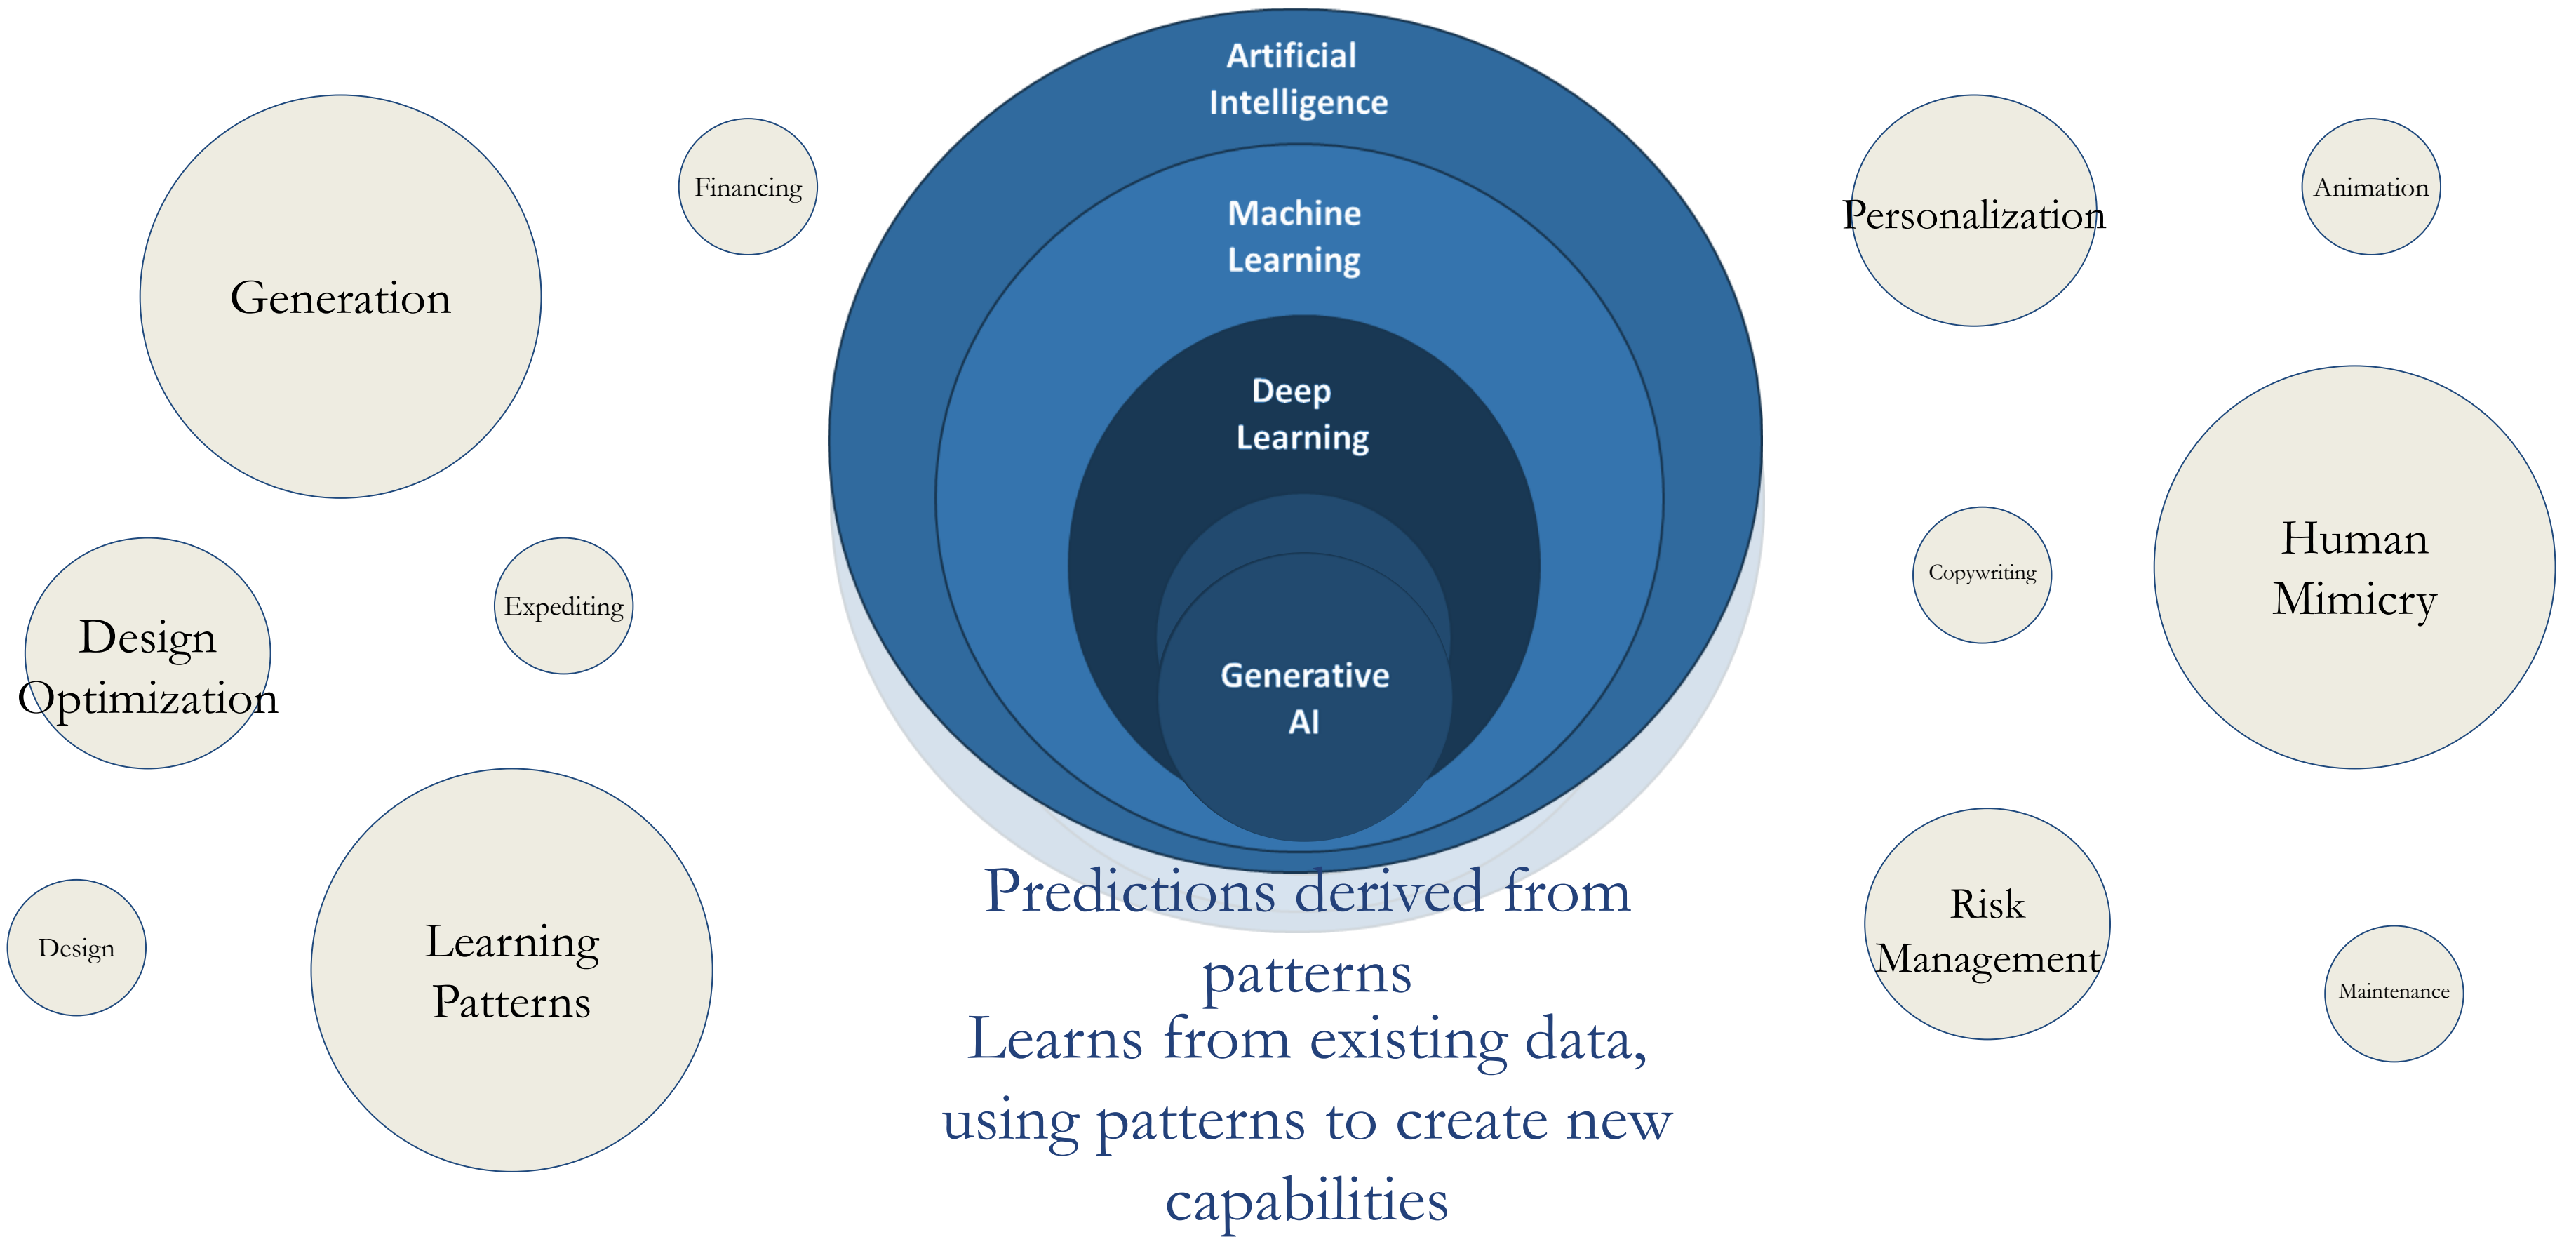 Artificial
Intelligence
Machine
Learning
Deep
Learning
Generative
AI
Predictions derived from
patterns
Learns from existing data,
using patterns to create new
capabilities
Generation
Financing
Design
Optimization
Expediting
Design
Learning
Patterns
Personalization
Animation
Copywriting
Human
Mimicry
Risk
Management
Maintenance